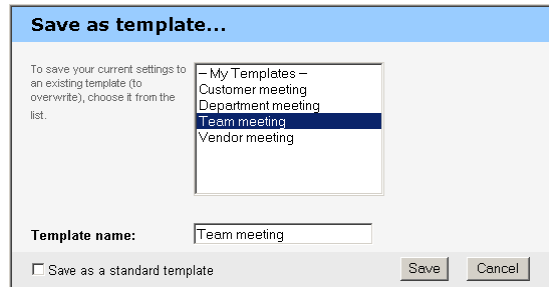 Save as template...
To save your current settings to
an existing template (to
overwrite), choose it from the
list.
– My Templates –
Customer meeting
Department meeting
Team meeting
Vendor meeting
Template name:
Team meeting
Save as a standard template
Save
Cancel